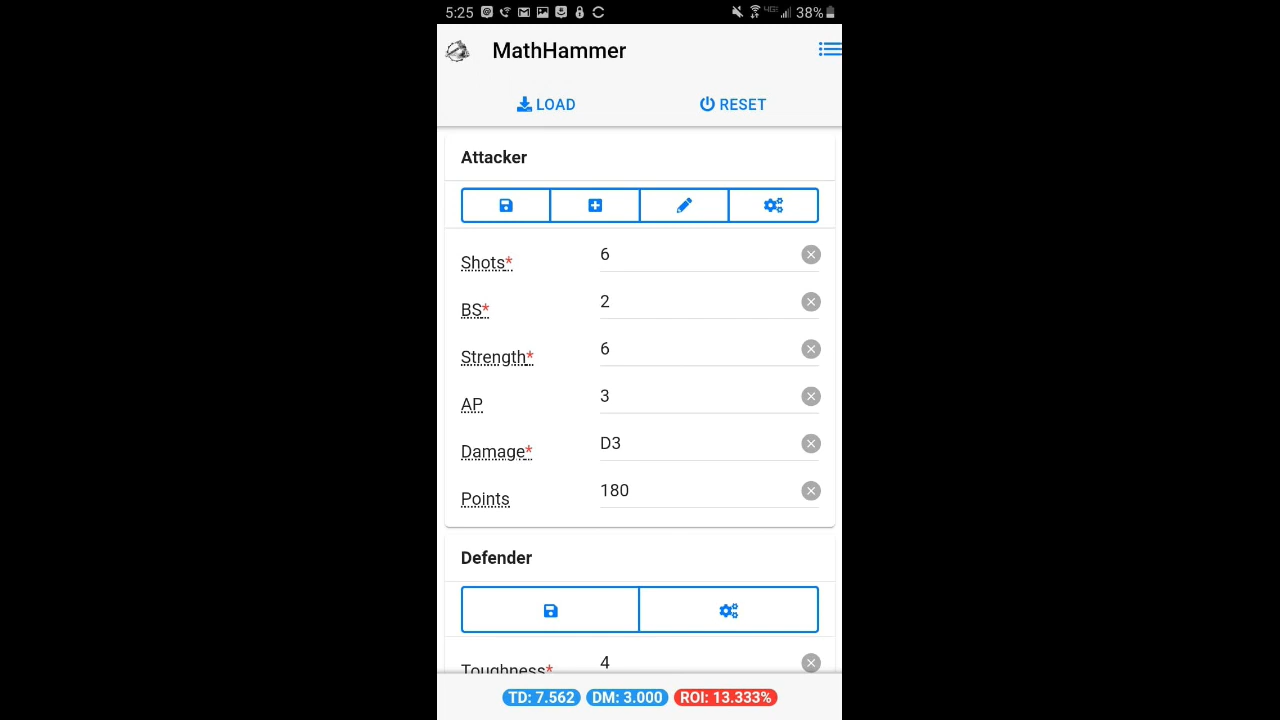 5:25 38%
MathHammer
LOAD RESET
Attacker
Shots* 6
BS* 2
Strength* 6
AP 3
Damage* D3
Points 180
Defender
Toughness* 4
TD: 7.562 DM: 3.000 ROI: 13.333%